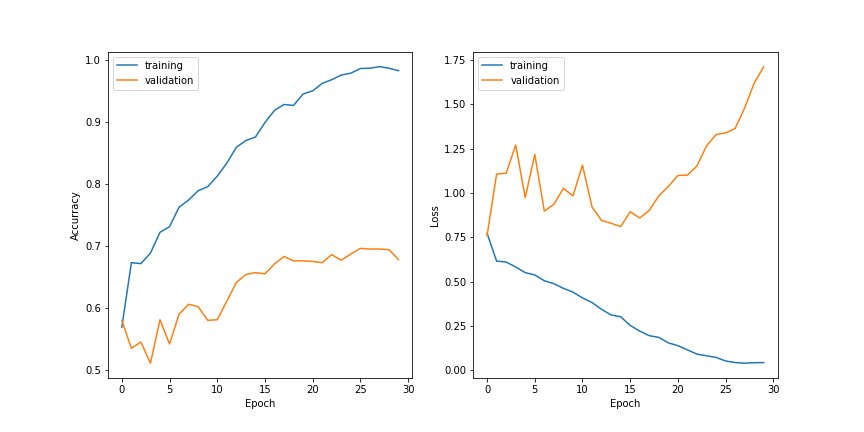 training
validation
1.0
0.9
0.8
0.7
0.6
0.5
Accurracy
0 5 10 15 20 25 30
Epoch
training
validation
1.75
1.50
1.25
1.00
0.75
0.50
0.25
0.00
Loss
0 5 10 15 20 25 30
Epoch